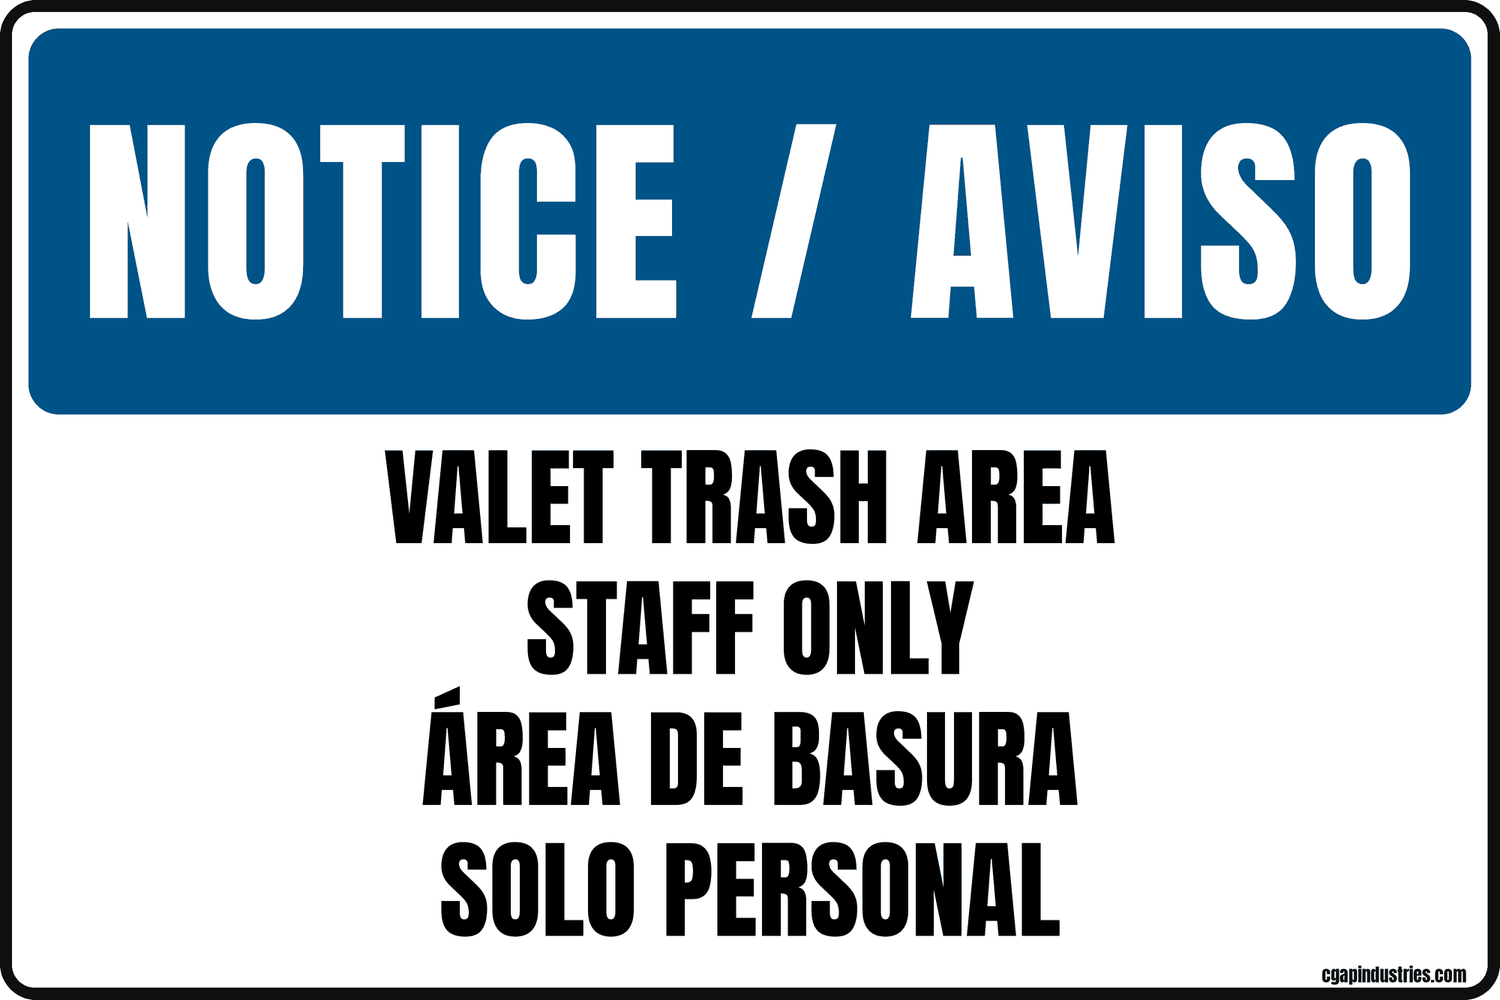 NOTICE / AVISO
VALET TRASH AREA
STAFF ONLY
ÁREA DE BASURA
SOLO PERSONAL
cgapindustries.com